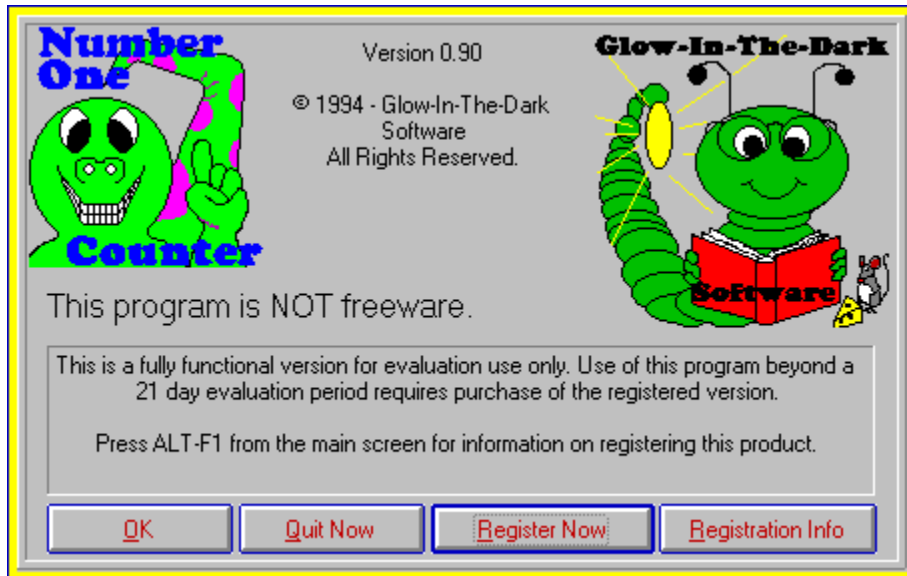 Number
One
Counter
Version 0.90
© 1994 - Glow-In-The-Dark
Software
All Rights Reserved.
Glow-In-The-Dark
Software
This program is NOT freeware.
This is a fully functional version for evaluation use only. Use of this program beyond a
21 day evaluation period requires purchase of the registered version.
Press ALT-F1 from the main screen for information on registering this product.
OK
Quit Now
Register Now
Registration Info